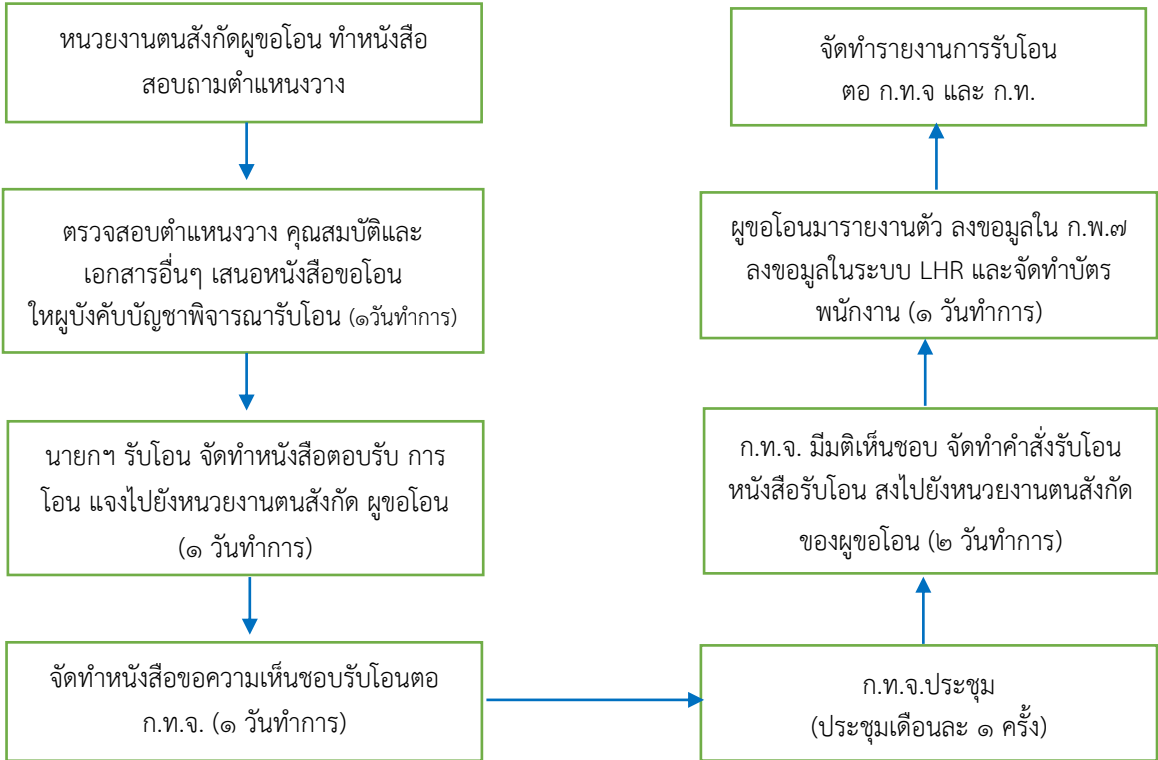 หนวยงานตนสังกัดผูขอโอน ทําหนังสือ
สอบถามตําแหนงวาง
ตรวจสอบตําแหนงวาง คุณสมบัติและ
เอกสารอื่นๆ เสนอหนังสือขอโอน
ใหผูบังคับบัญชาพิจารณารับโอน (๑วันทําการ)
นายกฯ รับโอน จัดทําหนังสือตอบรับ การ
โอน แจงไปยังหนวยงานตนสังกัด ผูขอโอน
(๑ วันทําการ)
จัดทําหนังสือขอความเห็นชอบรับโอนตอ
ก.ท.จ. (๑ วันทําการ)
ก.ท.จ.ประชุม
(ประชุมเดือนละ ๑ ครั้ง)
ก.ท.จ. มีมติเห็นชอบ จัดทําคําสั่งรับโอน
หนังสือรับโอน สงไปยังหนวยงานตนสังกัด
ของผูขอโอน (๒ วันทําการ)
ผูขอโอนมารายงานตัว ลงขอมูลใน ก.พ.๗
ลงขอมูลในระบบ LHR และจัดทําบัตร
พนักงาน (๑ วันทําการ)
จัดทํารายงานการรับโอน
ตอ ก.ท.จ และ ก.ท.